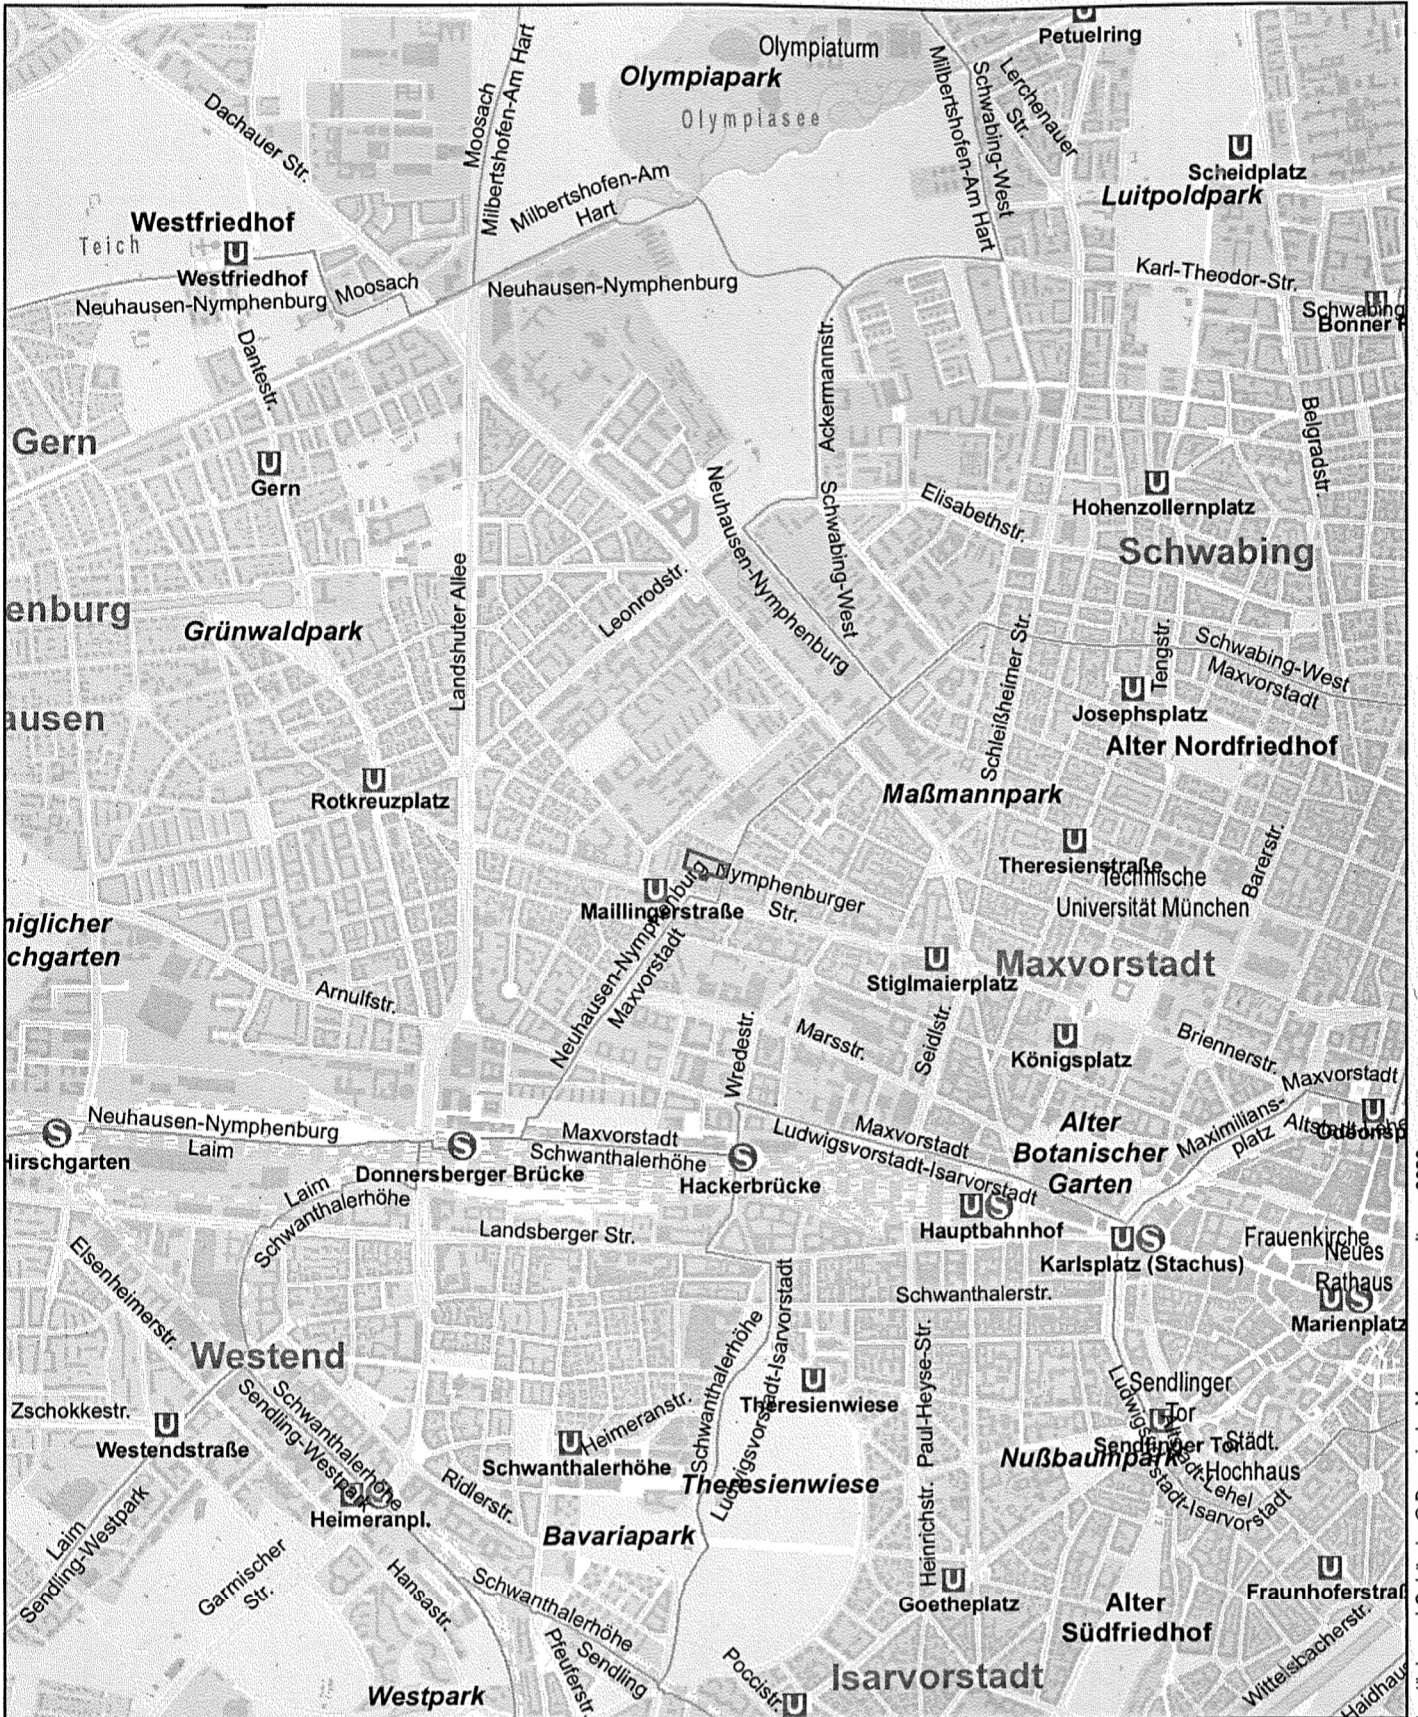 Petuelring
Olympiaturm
Olympiapark
Olympiasee
Moosach
Milbertshofen-Am Hart
Milbertshofen-Am Hart
Schwabing-West
Lerchenauer
Str.
Dachauer Str.
Scheidplatz
Luitpoldpark
Milbertshofen-Am
Hart
Westfriedhof
Teich
Westfriedhof
Neuhausen-Nymphenburg
Moosach
Neuhausen-Nymphenburg
Karl-Theodor-Str.
Schwabing
Bonner
Dantestr.
Ackermannstr.
Belgradstr.
Gern
Gern
Hohenzollernplatz
Elisabethstr.
Schwabing
Neuhausen-Nymphenburg
Schwabing-West
Landshuter Allee
Leonrodstr.
enburg
Grünwaldpark
Schleißheimer Str.
Tengstr.
Schwabing-West
Maxvorstadt
Josephsplatz
Alter Nordfriedhof
ausen
Rotkreuzplatz
Maßmannpark
Theresienstraße
Technische
Universität München
Barerstr.
Nymphenburger
Str.
Maillingerstraße
Neuhausen-Nymphenburg
Maxvorstadt
niglicher
chgarten
Stiglmaierplatz
Maxvorstadt
Arnulfstr.
Wredestr.
Marsstr.
Seidlstr.
Königsplatz
Briennerstr.
Maxvorstadt
Maximilians-
platz
Odeonsp
Neuhausen-Nymphenburg
Laim
Hirschgarten
Donnersberger Brücke
Maxvorstadt
Schwanthalerhöhe
Hackerbrücke
Maxvorstadt
Ludwigsvorstadt-Isarvorstadt
Alter
Botanischer
Garten
Laim
Schwanthalerhöhe
Landsberger Str.
Hauptbahnhof
Karlsplatz (Stachus)
Frauenkirche
Neues
Rathaus
Marienplatz
Elsenheimerstr.
Schwanthalerstr.
Westend
Schwanthalerhöhe
Ludwigsvorstadt-Isarvorstadt
Theresienwiese
Paul-Heyse-Str.
Sendlinger
Tor
Sendlinger Tor
Städt.
Hochhaus
Nußbaumpark
Zschokkestr.
Westendstraße
Schwanthalerhöhe
Sendling-Westpark
Heimeranstr.
Schwanthalerhöhe
Theresienwiese
Heimeranpl.
Ridlerstr.
Bavariapark
Laim
Sendling-Westpark
Garmischer
Str.
Hansastr.
Schwanthalerhöhe
Sendling
Pfeuferstr.
Westpark
Heinrichstr.
Goetheplatz
Alter
Südfriedhof
Fraunhoferstraß
Poccistr.
Isarvorstadt
Wittelsbacherstr.
Haidhau